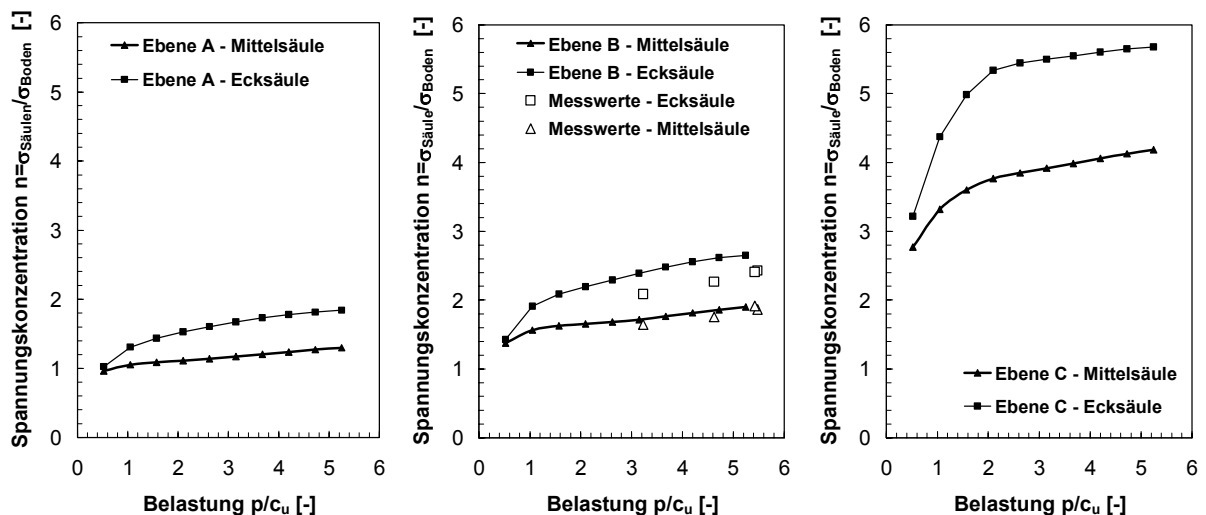 Spannungskonzentration n=σSäulen/σBoden [-]
6
5
4
3
2
1
0
Ebene A - Mittelsäule
Ebene A - Ecksäule
0 1 2 3 4 5 6
Belastung p/cu [-]
Spannungskonzentration n=σSäule/σBoden [-]
6
5
4
3
2
1
0
Ebene B - Mittelsäule
Ebene B - Ecksäule
Messwerte - Ecksäule
Messwerte - Mittelsäule
0 1 2 3 4 5 6
Belastung p/cu [-]
Spannungskonzentration n=σSäule/σBoden [-]
6
5
4
3
2
1
0
Ebene C - Mittelsäule
Ebene C - Ecksäule
0 1 2 3 4 5 6
Belastung p/cu [-]